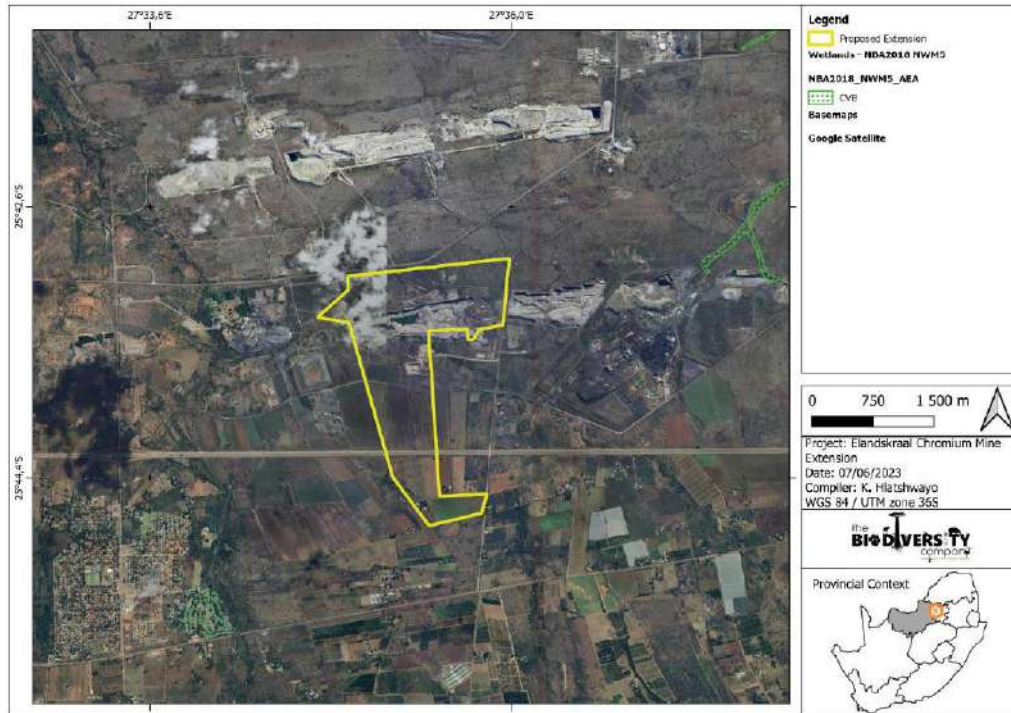 27°33,6'
27°36,0'
25°42,6'S
25°44,4'S
Legend
Proposed Extension
Wetlands - NBA2018 NWM5
NBA2018_NWM5_AEA
CVB
Basemaps
Google Satellite
0 750 1 500 m
Project: Elandskraal Chromium Mine
Extension
Date: 07/06/2023
Compiler: K. Hlatshwayo
WGS 84 / UTM zone 36S
the
BIODIVERSITY
company
Provincial Context